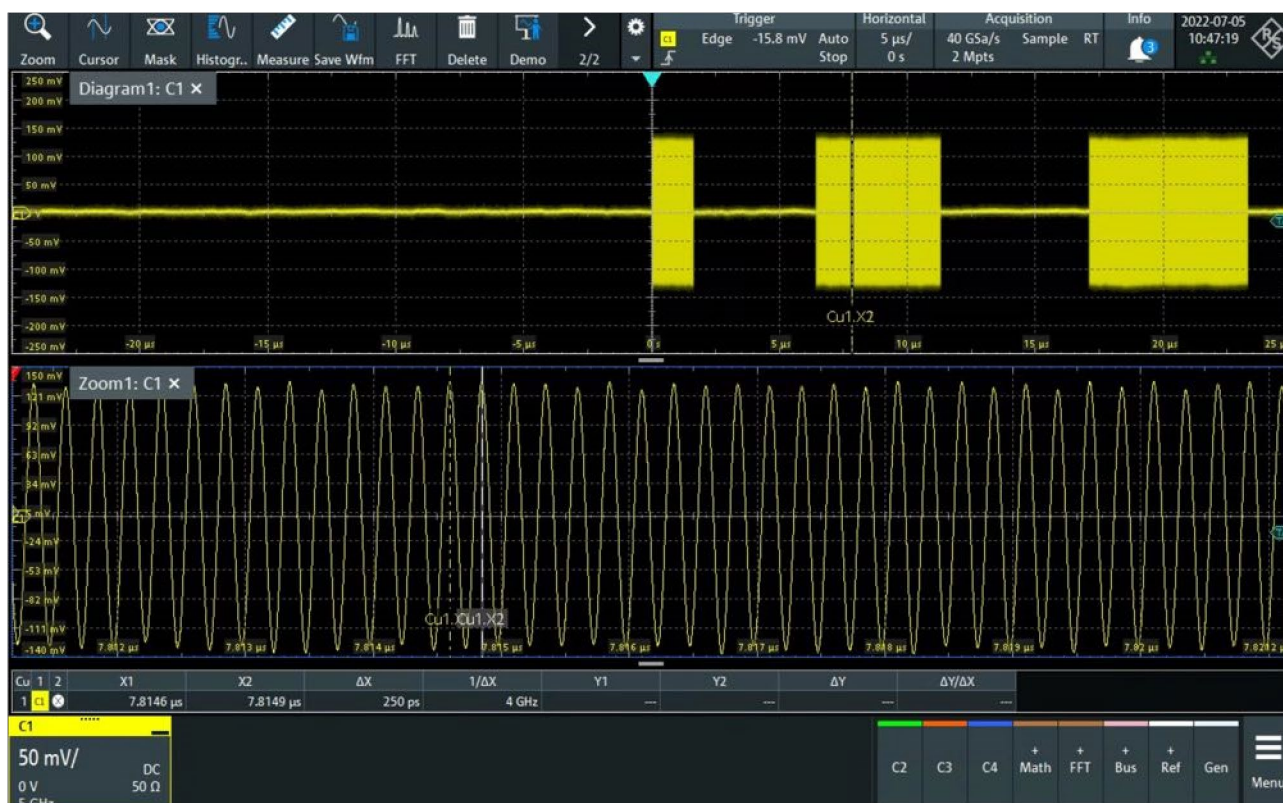 Zoom Cursor Mask Histogr.. Measure Save Wfm FFT Delete Demo 2/2
Trigger
C1 Edge -15.8 mV Auto
Stop
Horizontal
5 µs/
0 s
Acquisition
40 GSa/s Sample RT
2 Mpts
Info
3
2022-07-05
10:47:19
R&S
Diagram1: C1 ×
250 mV
200 mV
150 mV
100 mV
50 mV
-50 mV
-100 mV
-150 mV
-200 mV
-250 mV
Cu1.X2
-20 µs -15 µs -10 µs -5 µs 0 s 5 µs 10 µs 15 µs 20 µs 25
Zoom1: C1 ×
150 mV
121 mV
92 mV
63 mV
34 mV
5 mV
-24 mV
-53 mV
-82 mV
-111 mV
-140 mV
Cu1. Cu1.X2
7.812 µs 7.813 µs 7.814 µs 7.815 µs 7.816 µs 7.817 µs 7.818 µs 7.819 µs 7.82 µs 7.8212 µs
Cu 1 2 X1 X2 ΔX 1/ΔX Y1 Y2 ΔY ΔY/ΔX
1 C1 X 7.8146 µs 7.8149 µs 250 ps 4 GHz --- --- --- ---
C1
50 mV/
DC
0 V 50 Ω
5 GHz
C2 C3 C4 + Math + FFT + Bus + Ref Gen
Menu